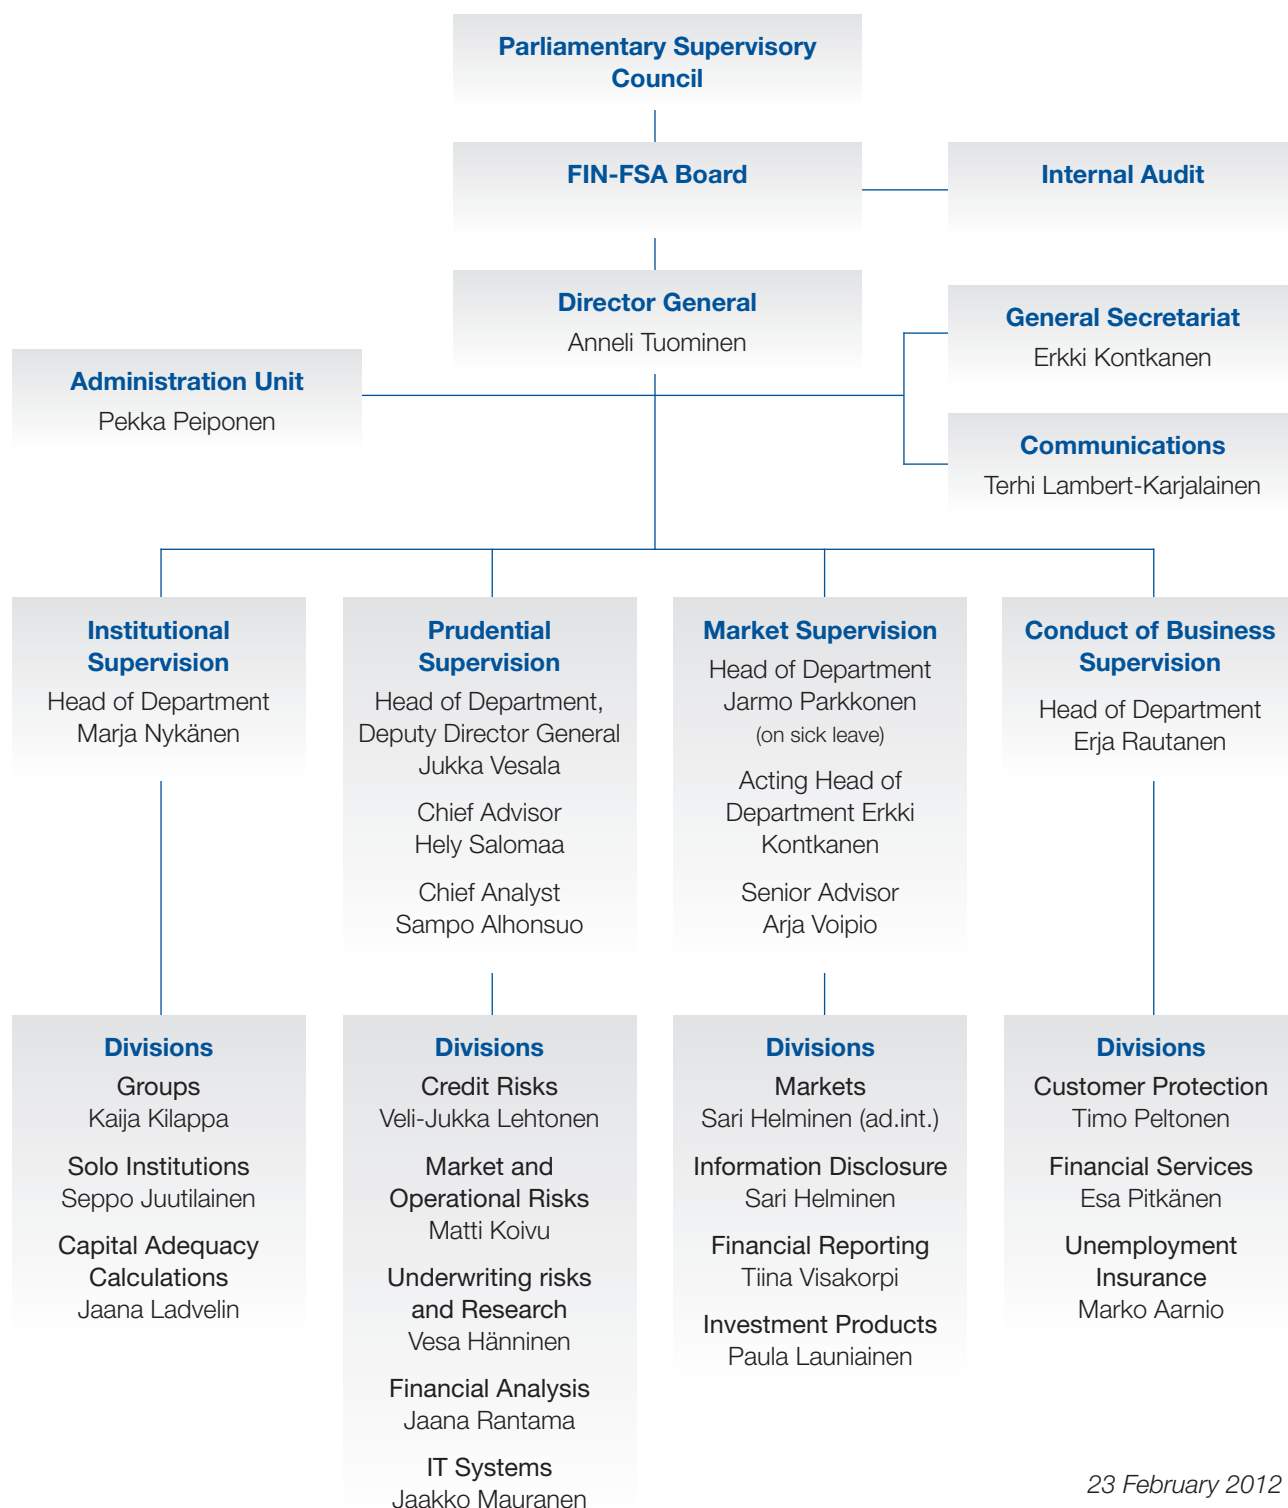 Parliamentary Supervisory
Council
FIN-FSA Board
Internal Audit
Director General
Anneli Tuominen
General Secretariat
Erkki Kontkanen
Administration Unit
Pekka Peiponen
Communications
Terhi Lambert-Karjalainen
Institutional
Supervision
Head of Department
Marja Nykänen
Prudential
Supervision
Head of Department,
Deputy Director General
Jukka Vesala
Chief Advisor
Hely Salomaa
Chief Analyst
Sampo Alhonsuo
Market Supervision
Head of Department
Jarmo Parkkonen
(on sick leave)
Acting Head of
Department Erkki
Kontkanen
Senior Advisor
Arja Voipio
Conduct of Business
Supervision
Head of Department
Erja Rautanen
Divisions
Groups
Kaija Kilappa
Solo Institutions
Seppo Juutilainen
Capital Adequacy
Calculations
Jaana Ladvelin
Divisions
Credit Risks
Veli-Jukka Lehtonen
Market and
Operational Risks
Matti Koivu
Underwriting risks
and Research
Vesa Hänninen
Financial Analysis
Jaana Rantama
IT Systems
Jaakko Mauranen
Divisions
Markets
Sari Helminen (ad.int.)
Information Disclosure
Sari Helminen
Financial Reporting
Tiina Visakorpi
Investment Products
Paula Launiainen
Divisions
Customer Protection
Timo Peltonen
Financial Services
Esa Pitkänen
Unemployment
Insurance
Marko Aarnio
23 February 2012